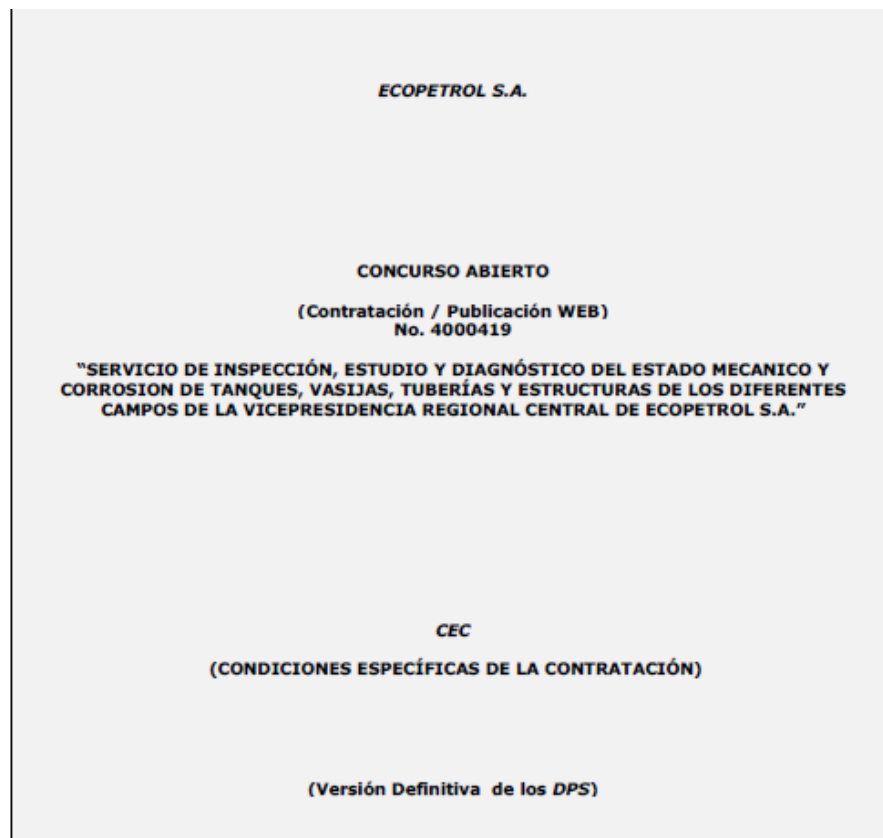 ECOPETROL S.A.
CONCURSO ABIERTO
(Contratación / Publicación WEB)
No. 4000419
“SERVICIO DE INSPECCIÓN, ESTUDIO Y DIAGNÓSTICO DEL ESTADO MECANICO Y
CORROSION DE TANQUES, VASIJAS, TUBERÍAS Y ESTRUCTURAS DE LOS DIFERENTES
CAMPOS DE LA VICEPRESIDENCIA REGIONAL CENTRAL DE ECOPETROL S.A.”
CEC
(CONDICIONES ESPECÍFICAS DE LA CONTRATACIÓN)
(Versión Definitiva de los DPS)